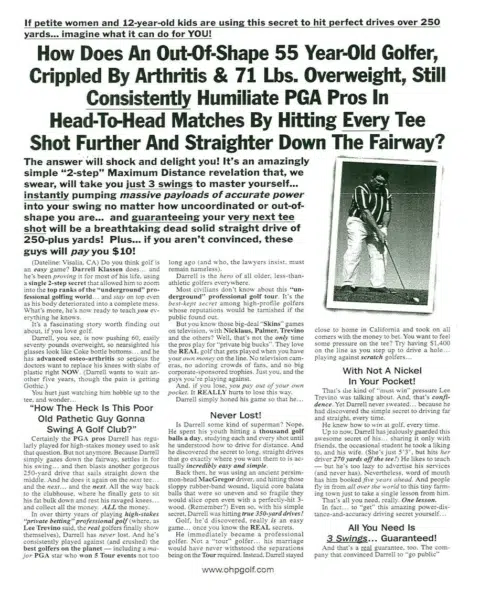 If petite women and 12-year-old kids are using this secret to hit perfect drives over 250
yards... imagine what it can do for YOU!
How Does An Out-Of-Shape 55 Year-Old Golfer,
Crippled By Arthritis & 71 Lbs. Overweight, Still
Consistently Humiliate PGA Pros In
Head-To-Head Matches By Hitting Every Tee
Shot Further And Straighter Down The Fairway?
The answer will shock and delight you! It's an amazingly
simple "2-step" Maximum Distance revelation that, we
swear, will take you just 3 swings to master yourself...
instantly pumping massive payloads of accurate power
into your swing no matter how uncoordinated or out-of-
shape you are... and guaranteeing your very next tee
shot will be a breathtaking dead solid straight drive of
250-plus yards! Plus... if you aren't convinced, these
guys will pay you $10!
(Dateline: Visalia, CA) Do you think golf is
an easy game? Darrell Klassen does... and
he's been proving it for most of his life, using
a single 2-step secret that allowed him to zoom
into the top ranks of the "underground" pro-
fessional golfing world... and stay on top even
as his body deteriorated into a complete mess.
What's more, he's now ready to teach you ev-
erything he knows.
It's a fascinating story worth finding out
about, if you love golf.
Darrell, you see, is now pushing 60, easily
seventy pounds overweight, so nearsighted his
glasses look like Coke bottle bottoms... and he
has advanced osteo-arthritis so serious the
doctors want to replace his knees with slabs of
plastic right NOW. (Darrell wants to wait an-
other five years, though the pain is getting
Gothic.)
You hurt just watching him hobble up to the
tee, and wonder...
"How The Heck Is This Poor
Old Pathetic Guy Gonna
Swing A Golf Club?"
Certainly the PGA pros Darrell has regu-
larly played for high-stakes money used to ask
that question. But not anymore. Because Darrell
simply gazes down the fairway, settles in for
his swing... and then blasts another gorgeous
250-yard drive that sails straight down the
middle. And he does it again on the next tee...
and the next... and the next. All the way back
to the clubhouse, where he finally gets to sit
his fat bulk down and rest his ravaged knees...
and collect all the money. ALL the money.
In over thirty years of playing high-stakes
"private betting" professional golf (where, as
Lee Trevino said, the real golfers finally show
themselves), Darrell has never lost. And he's
consistently played against (and crushed) the
best golfers on the planet — including a ma-
jor PGA star who won 5 Tour events not too
long ago (and who, the lawyers insist, must
remain nameless).
Darrell is the hero of all older, less-than-
athletic golfers everywhere.
Most civilians don't know about this "un-
derground" professional golf tour. It's the
best-kept secret among high-profile golfers
whose reputations would be tarnished if the
public found out.
But you know those big-deal "Skins" games
on television, with Nicklaus, Palmer, Trevino
and the others? Well, that's not the only time
the pros play for "private big bucks". They love
the REAL golf that gets played when you have
your own money on the line. No television cam-
eras, no adoring crowds of fans, and no big
corporate-sponsored trophies. Just you, and the
guys you're playing against.
And, if you lose, you pay out of your own
pocket. It REALLY hurts to lose this way.
Darrell simply honed his game so that he...
Never Lost!
Is Darrell some kind of superman? Nope.
He spent his youth hitting a thousand golf
balls a day, studying each and every shot until
he understood how to drive for distance. And
he discovered the secret to long, straight drives
that go exactly where you want them to is ac-
tually incredibly easy and simple.
Back then, he was using an ancient persim-
mon-head MacGregor driver, and hitting those
sloppy rubber-band wound, liquid core balata
balls that were so uneven and so fragile they
would slice open even with a perfectly-hit 3-
wood. (Remember?) Even so, with his simple
secret, Darrell was hitting true 350-yard drives!
Golf, he'd discovered, really is an easy
game... once you know the REAL secrets.
He immediately became a professional
golfer. Not a "tour" golfer... his marriage
would have never withstood the separations
being on the Tour required. Instead, Darrell stayed
close to home in California and took on all
comers with the money to bet. You want to feel
some pressure on the tee? Try having $1,400
on the line as you step up to drive a hole...
playing against scratch golfers...
With Not A Nickel
In Your Pocket!
That's the kind of "must win" pressure Lee
Trevino was talking about. And, that's confi-
dence. Yet Darrell never sweated... because he
had discovered the simple secret to driving far
and straight, every time.
He knew how to win at golf, every time.
Up to now, Darrell has jealously guarded this
awesome secret of his... sharing it only with
friends, the occasional student he took a liking
to, and his wife. (She's just 5'3", but hits her
driver 270 yards off the tee!) He likes to teach
— but he's too lazy to advertise his services
(and never has). Nevertheless, word of mouth
has him booked five years ahead. And people
fly in from all over the world to this tiny farm-
ing town just to take a single lesson from him.
That's all you need, really. One lesson.
In fact... to "get" this amazing power-dis-
tance-and-accuracy driving secret yourself...
All You Need Is
3 Swings... Guaranteed!
And that's a real guarantee, too. The com-
pany that convinced Darrell to "go public"
www.ohpgolf.com